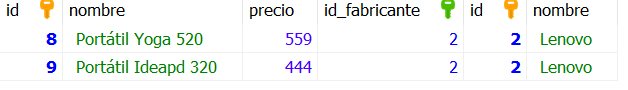 id nombre precio id_fabricante id nombre
8 Portátil Yoga 520 559 2 2 Lenovo
9 Portátil Ideapd 320 444 2 2 Lenovo